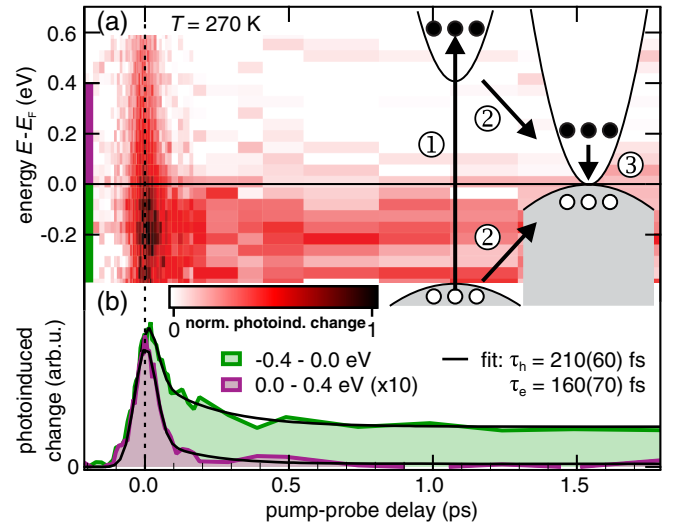 (a)
T = 270 K
energy E-E_F (eV)
0.6
0.4
0.2
0.0
-0.2
①
②
②
③
(b)
0
norm. photoind. change
1
photoinduced
change (arb.u.)
0
-0.4 - 0.0 eV
0.0 - 0.4 eV (x10)
fit: τ_h = 210(60) fs
τ_e = 160(70) fs
0.0
0.5
1.0
1.5
pump-probe delay (ps)